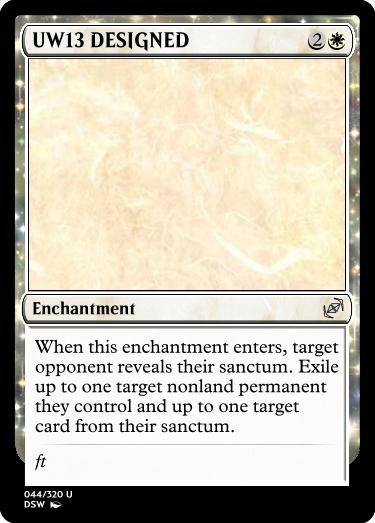 UW13 DESIGNED 2
Enchantment
When this enchantment enters, target
opponent reveals their sanctum. Exile
up to one target nonland permanent
they control and up to one target
card from their sanctum.
ft
044/320 U
DSW